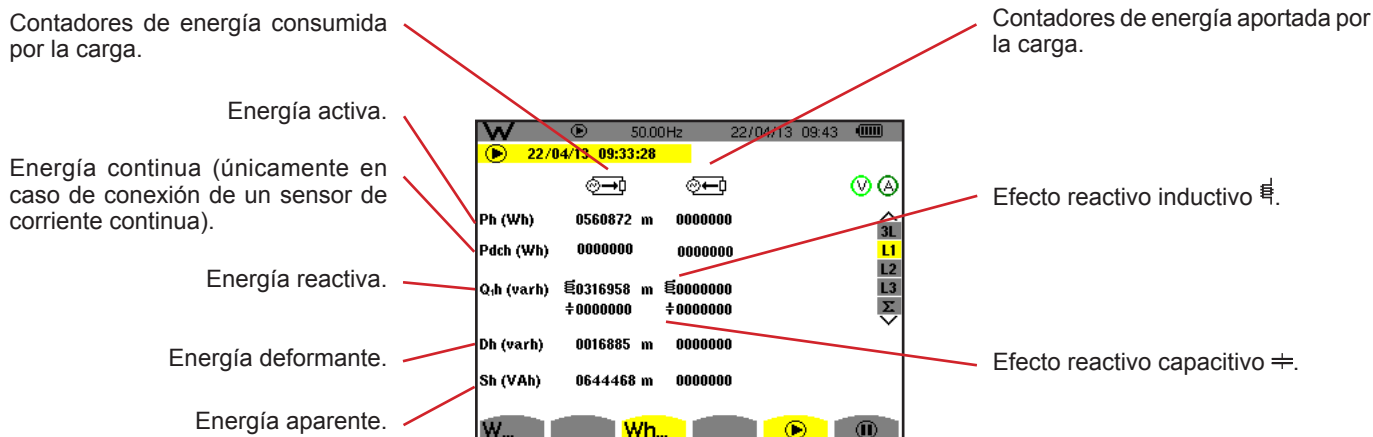 Contadores de energía consumida
por la carga.
Contadores de energía aportada por
la carga.
Energía activa.
Energía continua (únicamente en
caso de conexión de un sensor de
corriente continua).
Energía reactiva.
Energía deformante.
Energía aparente.
W 50.00Hz 22/04/13 09:43
22/04/13 09:33:28
V A
Ph (Wh) 0560872 m 0000000
Pdch (Wh) 0000000 0000000
Q₁h (varh) 0316958 m 0000000
0000000 0000000
Dh (varh) 0016885 m 0000000
Sh (VAh) 0644468 m 0000000
3L
L1
L2
L3
Σ
W... Wh...
Efecto reactivo inductivo .
Efecto reactivo capacitivo .